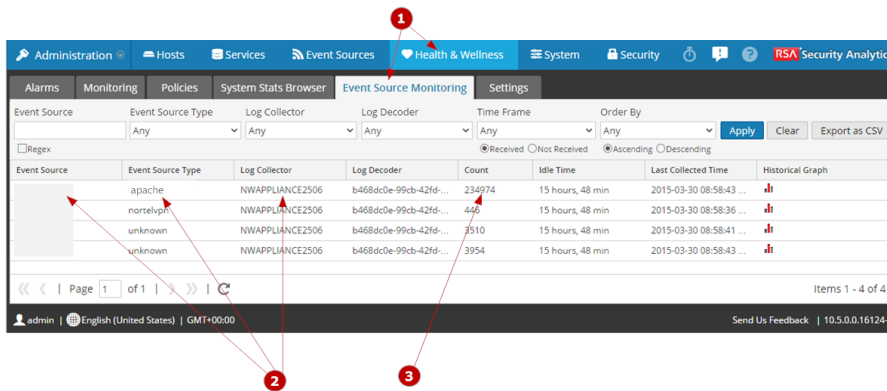 1
Administration Hosts Services Event Sources Health & Wellness System Security ? RSA Security Analytic
Alarms Monitoring Policies System Stats Browser Event Source Monitoring Settings
Event Source Event Source Type Log Collector Log Decoder Time Frame Order By
Any Any Any Any Any Apply Clear Export as CSV
Regex Received Not Received Ascending Descending
Event Source Event Source Type Log Collector Log Decoder Count Idle Time Last Collected Time Historical Graph
apache NWAPPLIANCE2506 b468dc0e-99cb-42fd-... 234974 15 hours, 48 min 2015-03-30 08:58:43 ...
nortelvpn NWAPPLIANCE2506 b468dc0e-99cb-42fd-... 446 15 hours, 48 min 2015-03-30 08:58:36 ...
unknown NWAPPLIANCE2506 b468dc0e-99cb-42fd-... 3510 15 hours, 48 min 2015-03-30 08:58:41 ...
unknown NWAPPLIANCE2506 b468dc0e-99cb-42fd-... 3954 15 hours, 48 min 2015-03-30 08:58:43 ...
Page 1 of 1 Items 1 - 4 of 4
admin | English (United States) | GMT+00:00 Send Us Feedback | 10.5.0.0.16124-
2 3